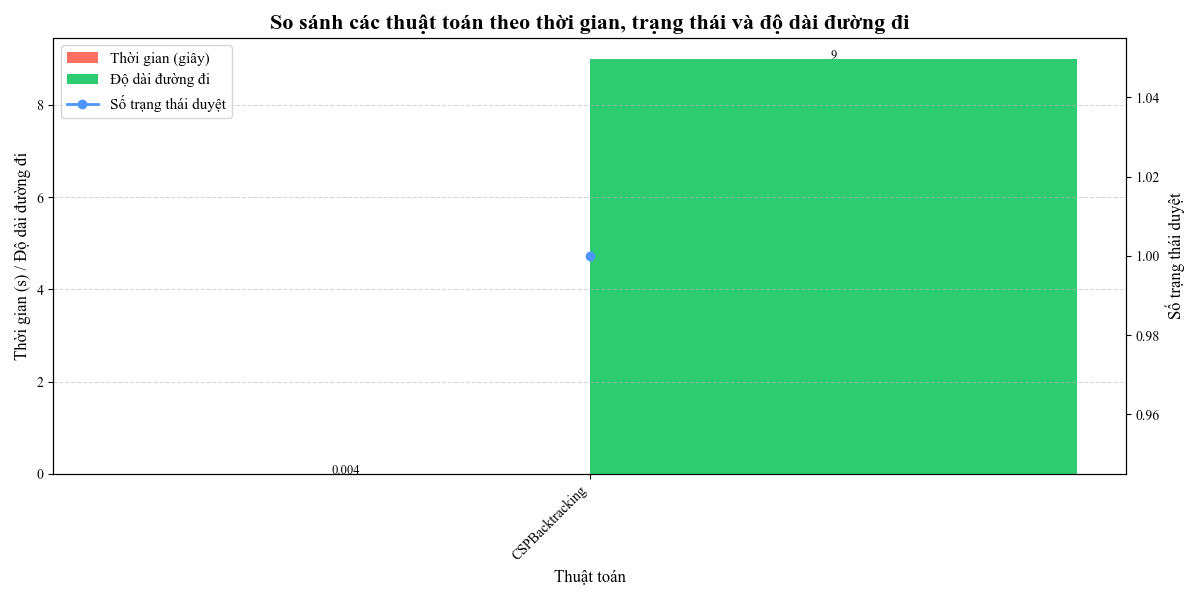 So sánh các thuật toán theo thời gian, trạng thái và độ dài đường đi
Thời gian (giây)
Độ dài đường đi
Số trạng thái duyệt
9
0.004
8
6
4
2
0
Thời gian (s) / Độ dài đường đi
1.04
1.02
1.00
0.98
0.96
Số trạng thái duyệt
CSPBacktracking
Thuật toán